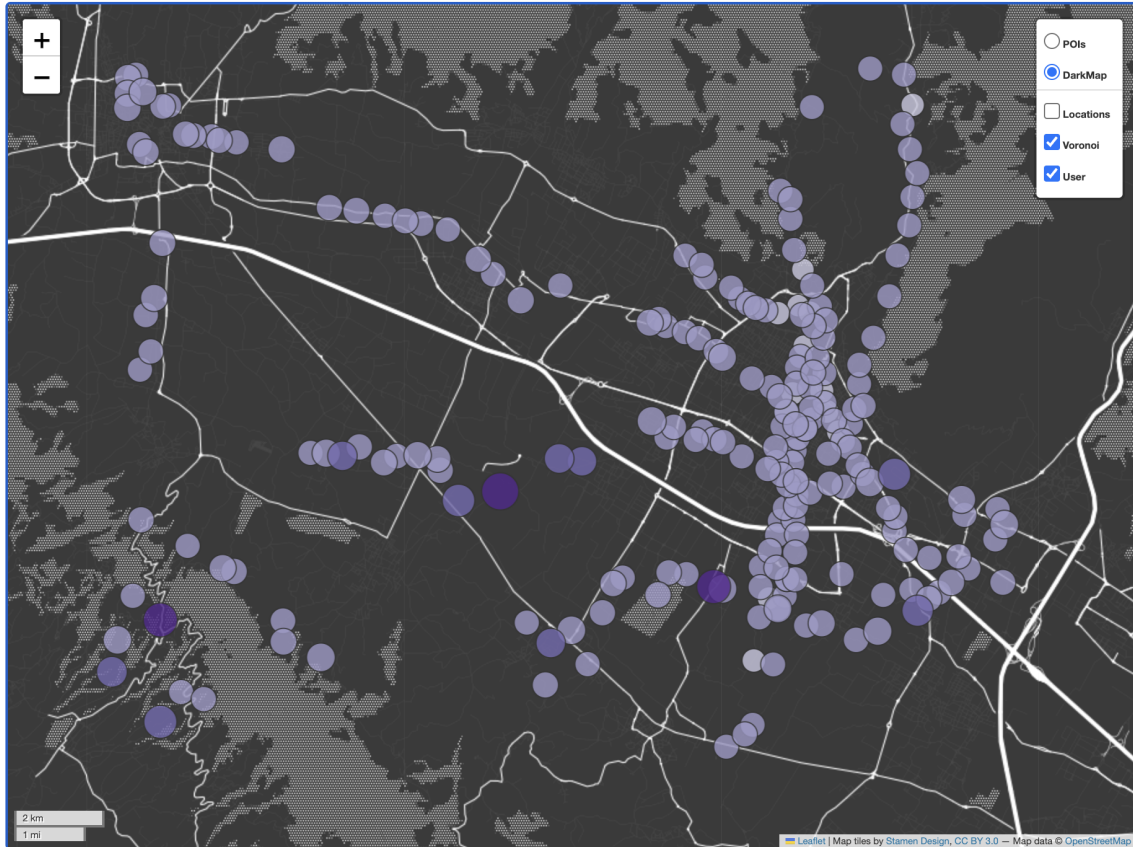 +
−
POIs
DarkMap
Locations
Voronoi
User
2 km
1 mi
Leaflet | Map tiles by Stamen Design, CC BY 3.0 — Map data © OpenStreetMap